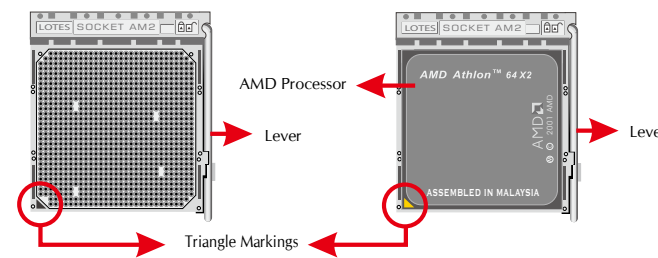 LOTES SOCKET AM2
LOTES SOCKET AM2
AMD Athlon™ 64 X2
AMD Processor
AMD
© 2001 AMD
Lever
Leve
ASSEMBLED IN MALAYSIA
Triangle Markings